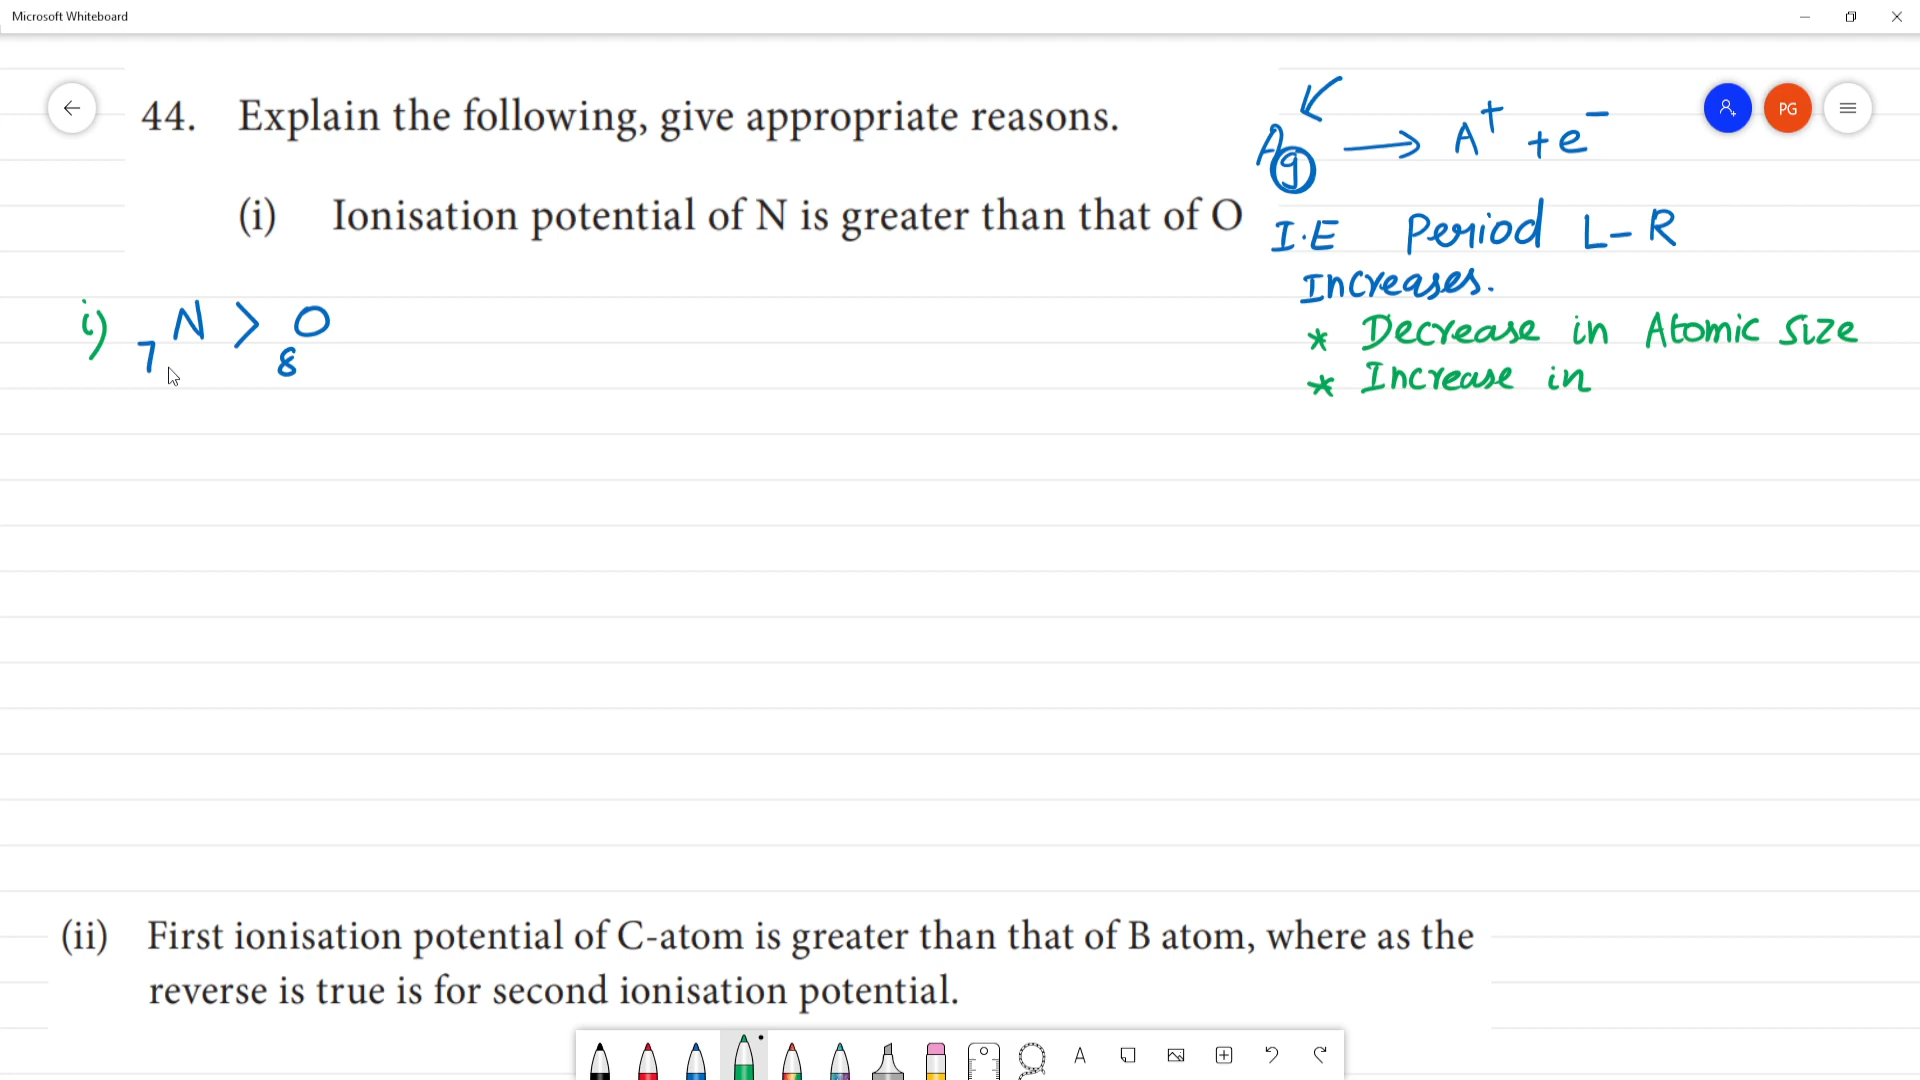 Microsoft Whiteboard
44. Explain the following, give appropriate reasons.
(i) Ionisation potential of N is greater than that of O
A(g) → A⁺ + e⁻
PG
I.E Period L-R
Increases.
* Decrease in Atomic Size
* Increase in
i) ₇N > ₈O
(ii) First ionisation potential of C-atom is greater than that of B atom, where as the
reverse is true is for second ionisation potential.
A